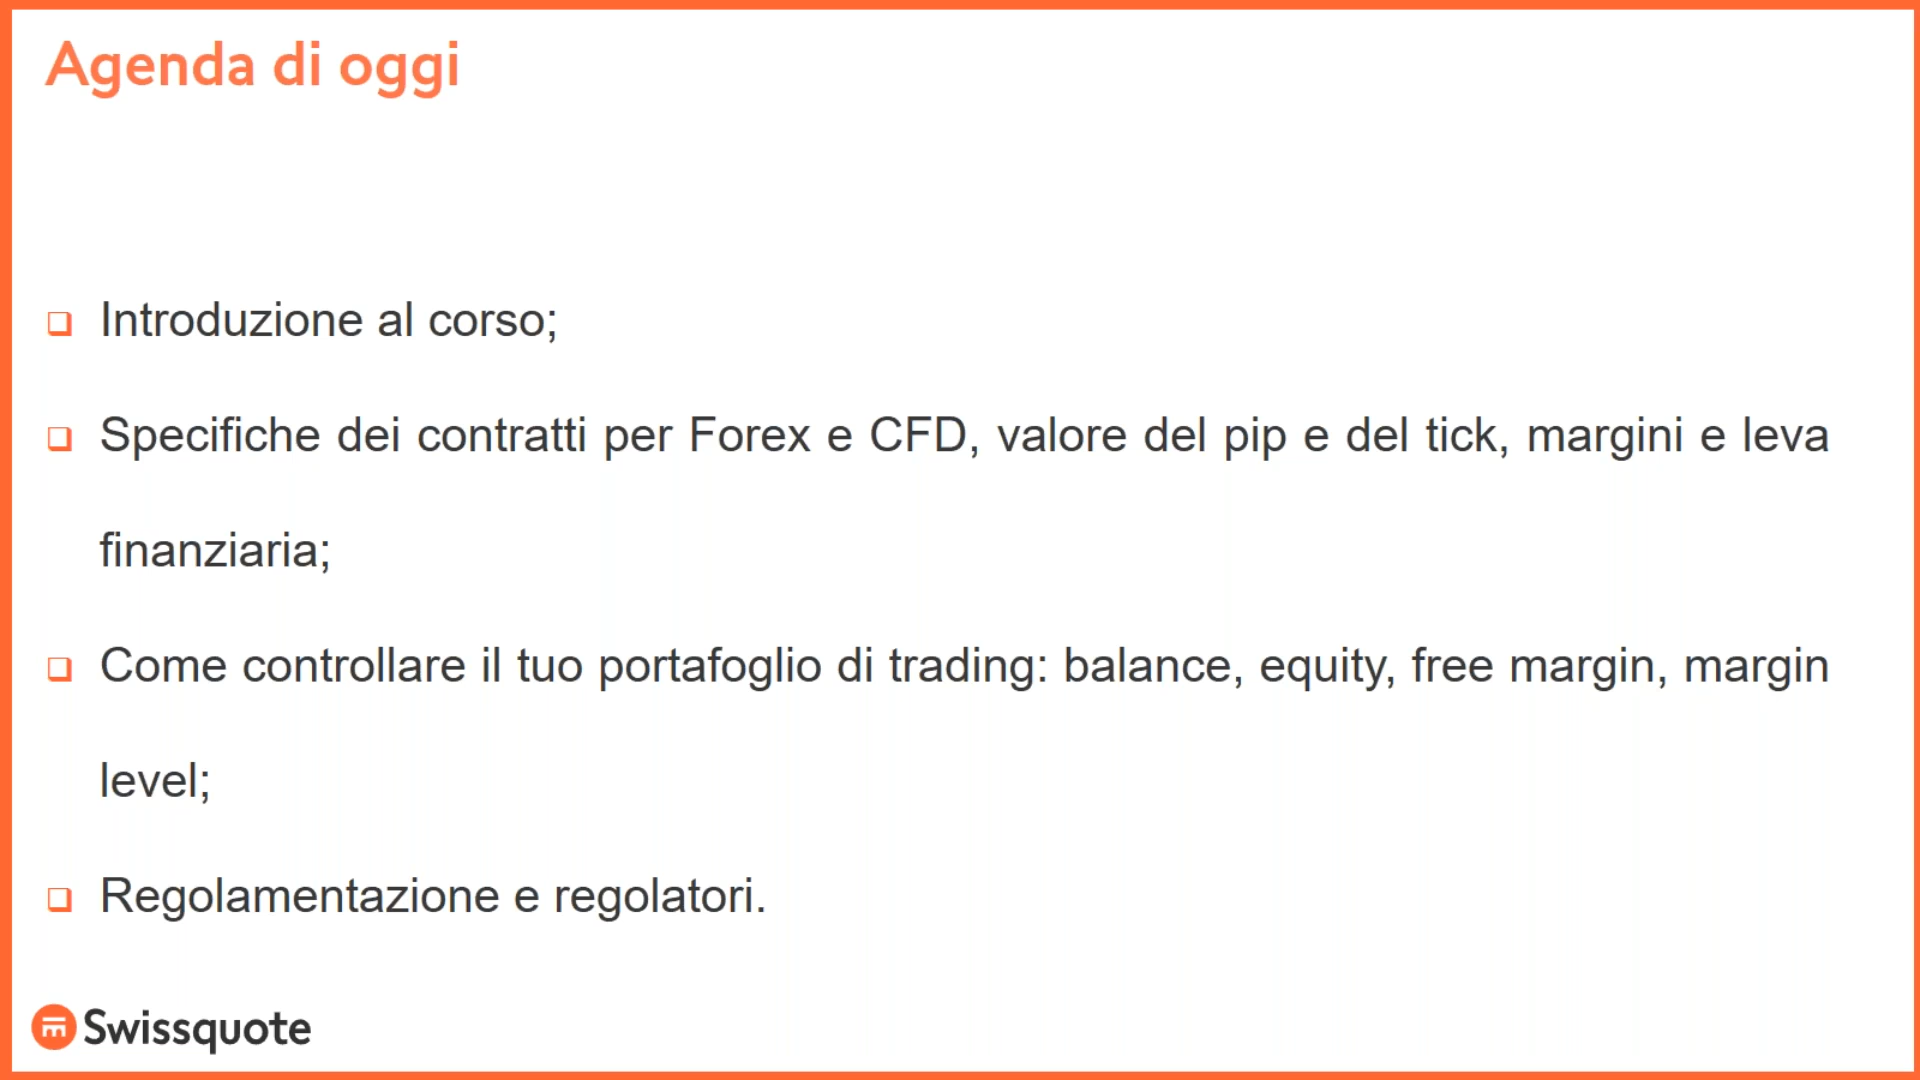 Agenda di oggi
Introduzione al corso;
Specifiche dei contratti per Forex e CFD, valore del pip e del tick, margini e leva
finanziaria;
Come controllare il tuo portafoglio di trading: balance, equity, free margin, margin
level;
Regolamentazione e regolatori.
Swissquote